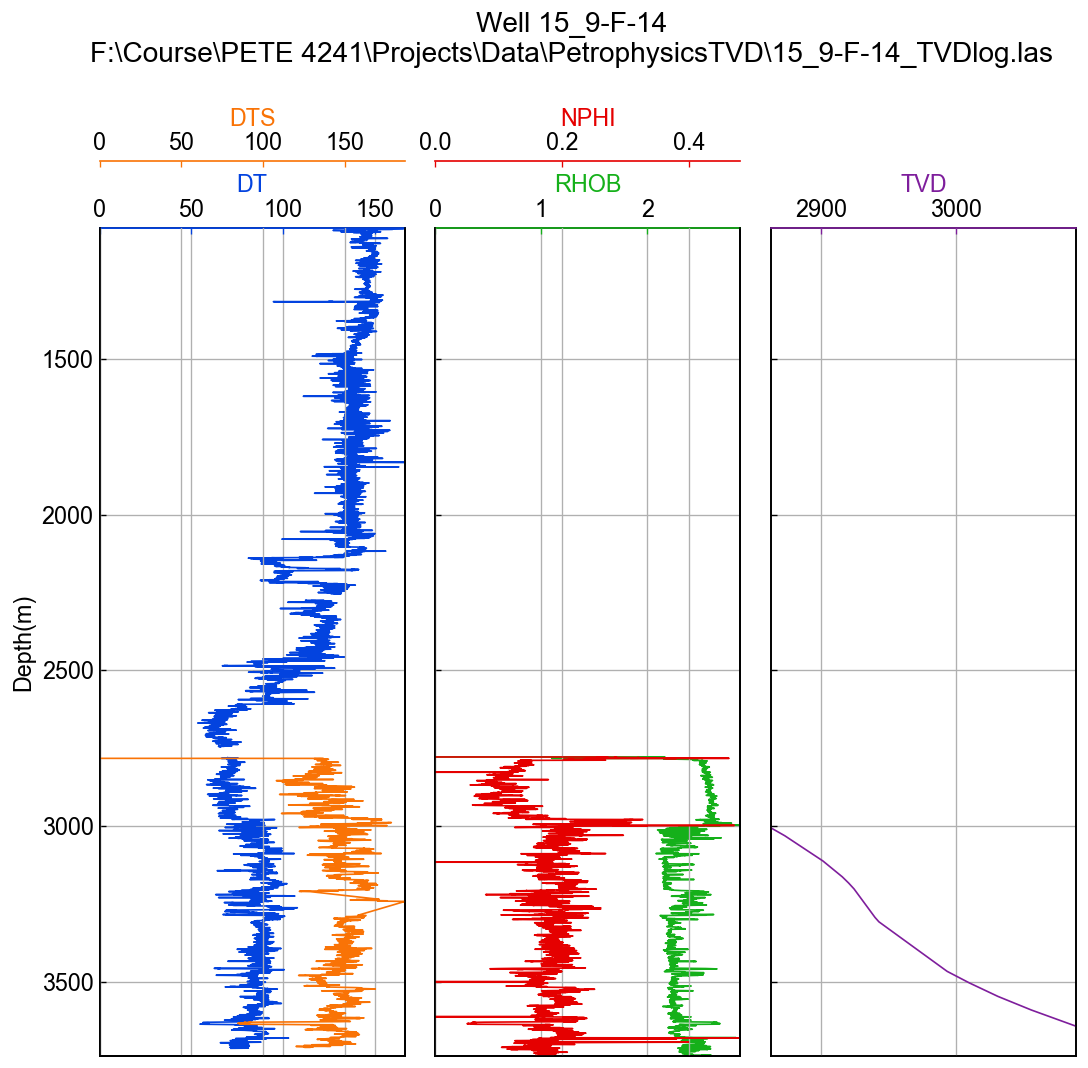 Well 15_9-F-14
F:\Course\PETE 4241\Projects\Data\PetrophysicsTVD\15_9-F-14_TVDlog.las
DTS NPHI
0 50 100 150 0.0 0.2 0.4
DT RHOB TVD
0 50 100 150 0 1 2 2900 3000
1500
2000
2500
3000
3500
Depth(m)